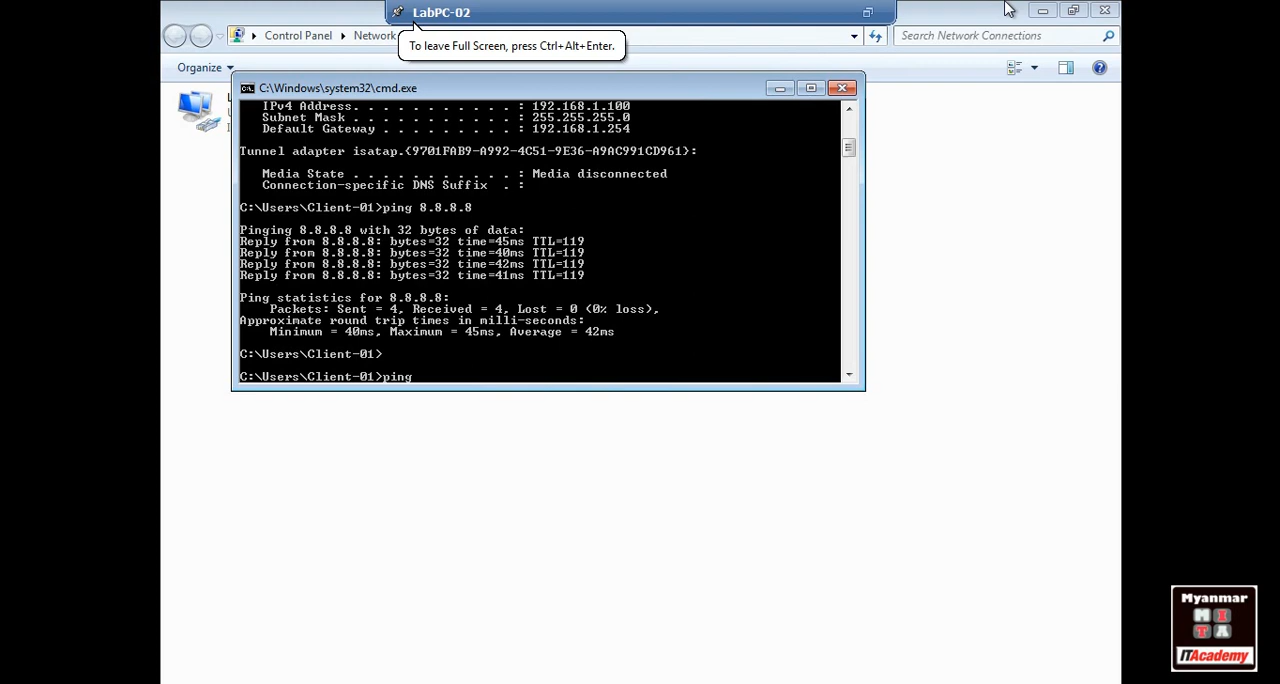 LabPC-02
To leave Full Screen, press Ctrl+Alt+Enter.
Control Panel
Network
Search Network Connections
Organize
C:\Windows\system32\cmd.exe
IPv4 Address. . . . . . . . . . . : 192.168.1.100
Subnet Mask . . . . . . . . . . . : 255.255.255.0
Default Gateway . . . . . . . . . : 192.168.1.254
Tunnel adapter isatap.{9701FAB9-A992-4C51-9E36-A9AC991CD961}:
Media State . . . . . . . . . . . : Media disconnected
Connection-specific DNS Suffix  . :
C:\Users\Client-01>ping 8.8.8.8
Pinging 8.8.8.8 with 32 bytes of data:
Reply from 8.8.8.8: bytes=32 time=45ms TTL=119
Reply from 8.8.8.8: bytes=32 time=40ms TTL=119
Reply from 8.8.8.8: bytes=32 time=42ms TTL=119
Reply from 8.8.8.8: bytes=32 time=41ms TTL=119
Ping statistics for 8.8.8.8:
Packets: Sent = 4, Received = 4, Lost = 0 (0% loss),
Approximate round trip times in milli-seconds:
Minimum = 40ms, Maximum = 45ms, Average = 42ms
C:\Users\Client-01>
C:\Users\Client-01>ping
Myanmar
M I
T A
ITAcademy